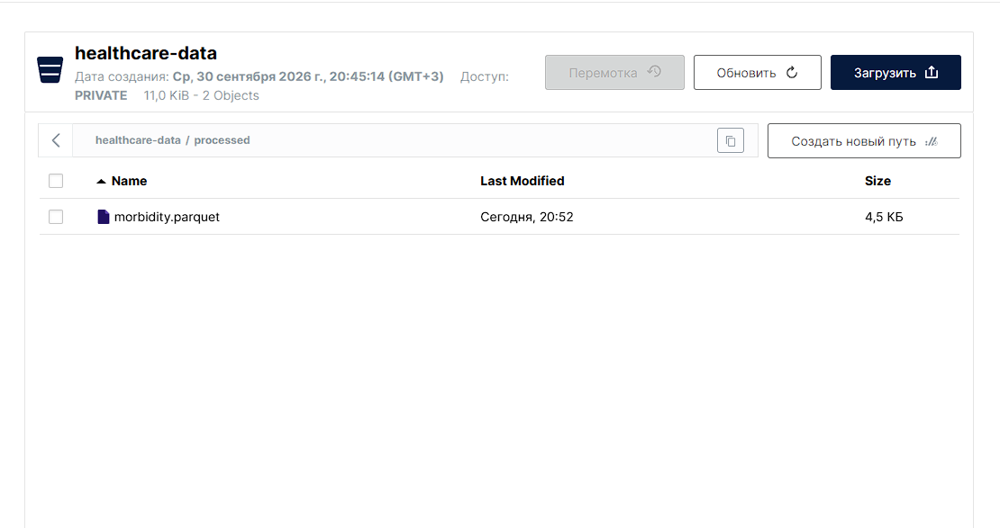 healthcare-data
Дата создания: Ср, 30 сентября 2026 г., 20:45:14 (GMT+3) Доступ:
PRIVATE 11,0 KiB - 2 Objects
Перемотка
Обновить
Загрузить
healthcare-data / processed
Создать новый путь
Name Last Modified Size
morbidity.parquet Сегодня, 20:52 4,5 КБ